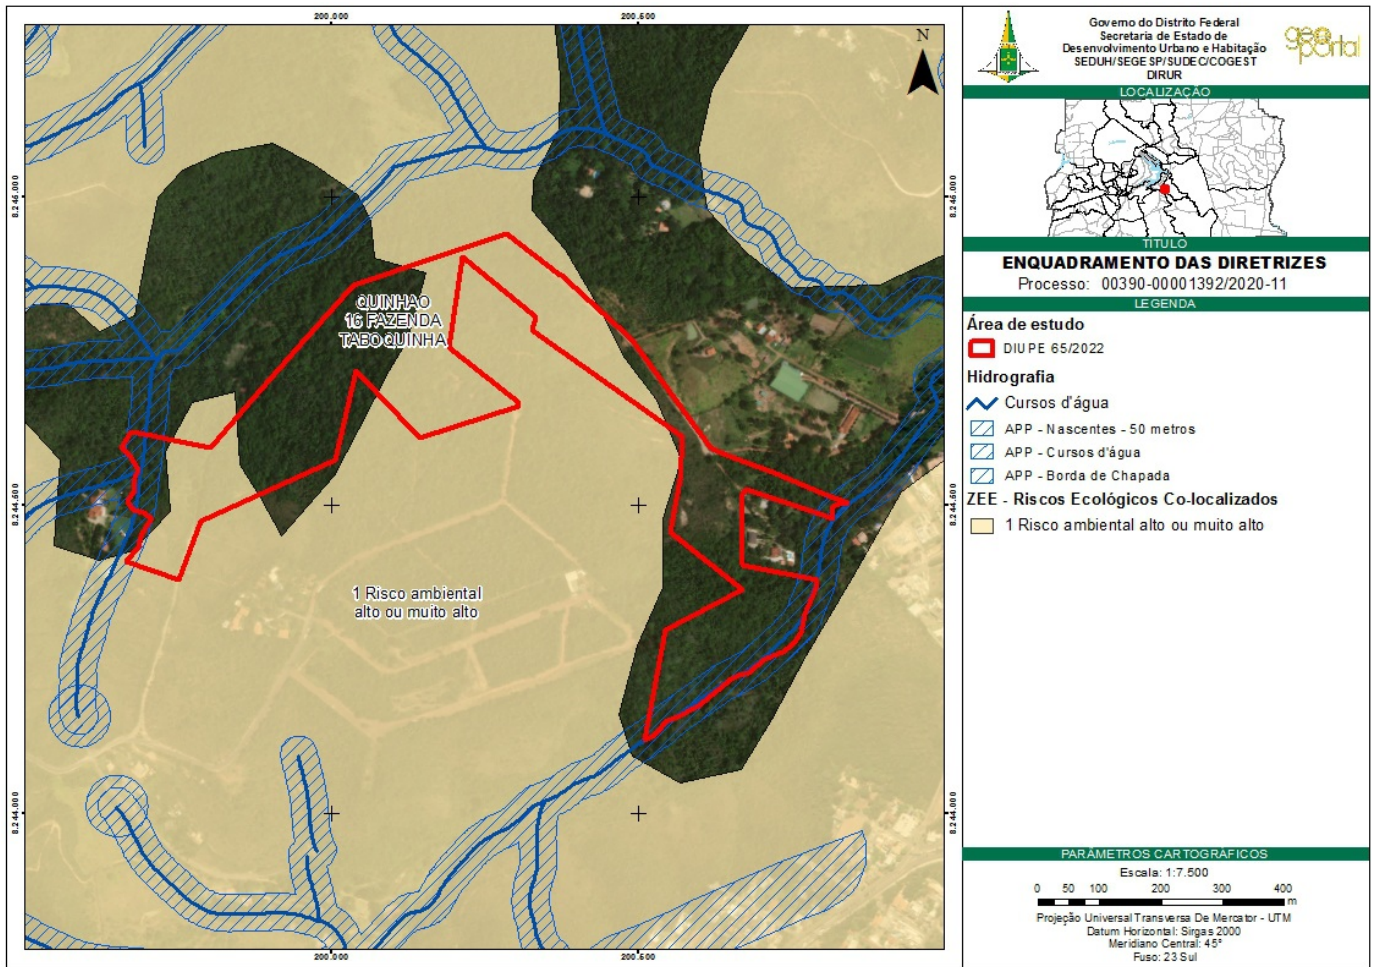 200.000
200.500
N
8.245.000
8.245.000
QUINHAO
16 FAZENDA
TABOQUINHA
8.244.500
8.244.500
1 Risco ambiental
alto ou muito alto
8.244.000
8.244.000
200.000
200.500
Governo do Distrito Federal
Secretaria de Estado de
Desenvolvimento Urbano e Habitação
SEDUH/SEGESP/SUDEC/COGEST
DIRUR
geoportal
LOCALIZAÇÃO
TITULO
ENQUADRAMENTO DAS DIRETRIZES
Processo: 00390-00001392/2020-11
LEGENDA
Área de estudo
DIUPE 65/2022
Hidrografia
Cursos d'água
APP - Nascentes - 50 metros
APP - Cursos d'água
APP - Borda de Chapada
ZEE - Riscos Ecológicos Co-localizados
1 Risco ambiental alto ou muito alto
PARÂMETROS CARTOGRÁFICOS
Escala: 1:7.500
0 50 100 200 300 400
m
Projeção Universal Transversa De Mercator - UTM
Datum Horizontal: Sirgas 2000
Meridiano Central: 45°
Fuso: 23 Sul